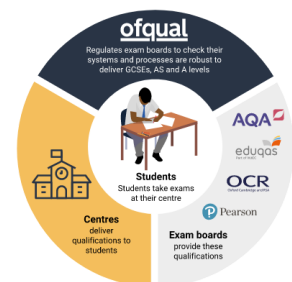 ofqual
Regulates exam boards to check their
systems and processes are robust to
deliver GCSEs, AS and A levels
AQA
eduqas
OCR
Pearson
Students
Students take exams
at their centre
Centres
deliver
qualifications to
students
Exam boards
provide these
qualifications